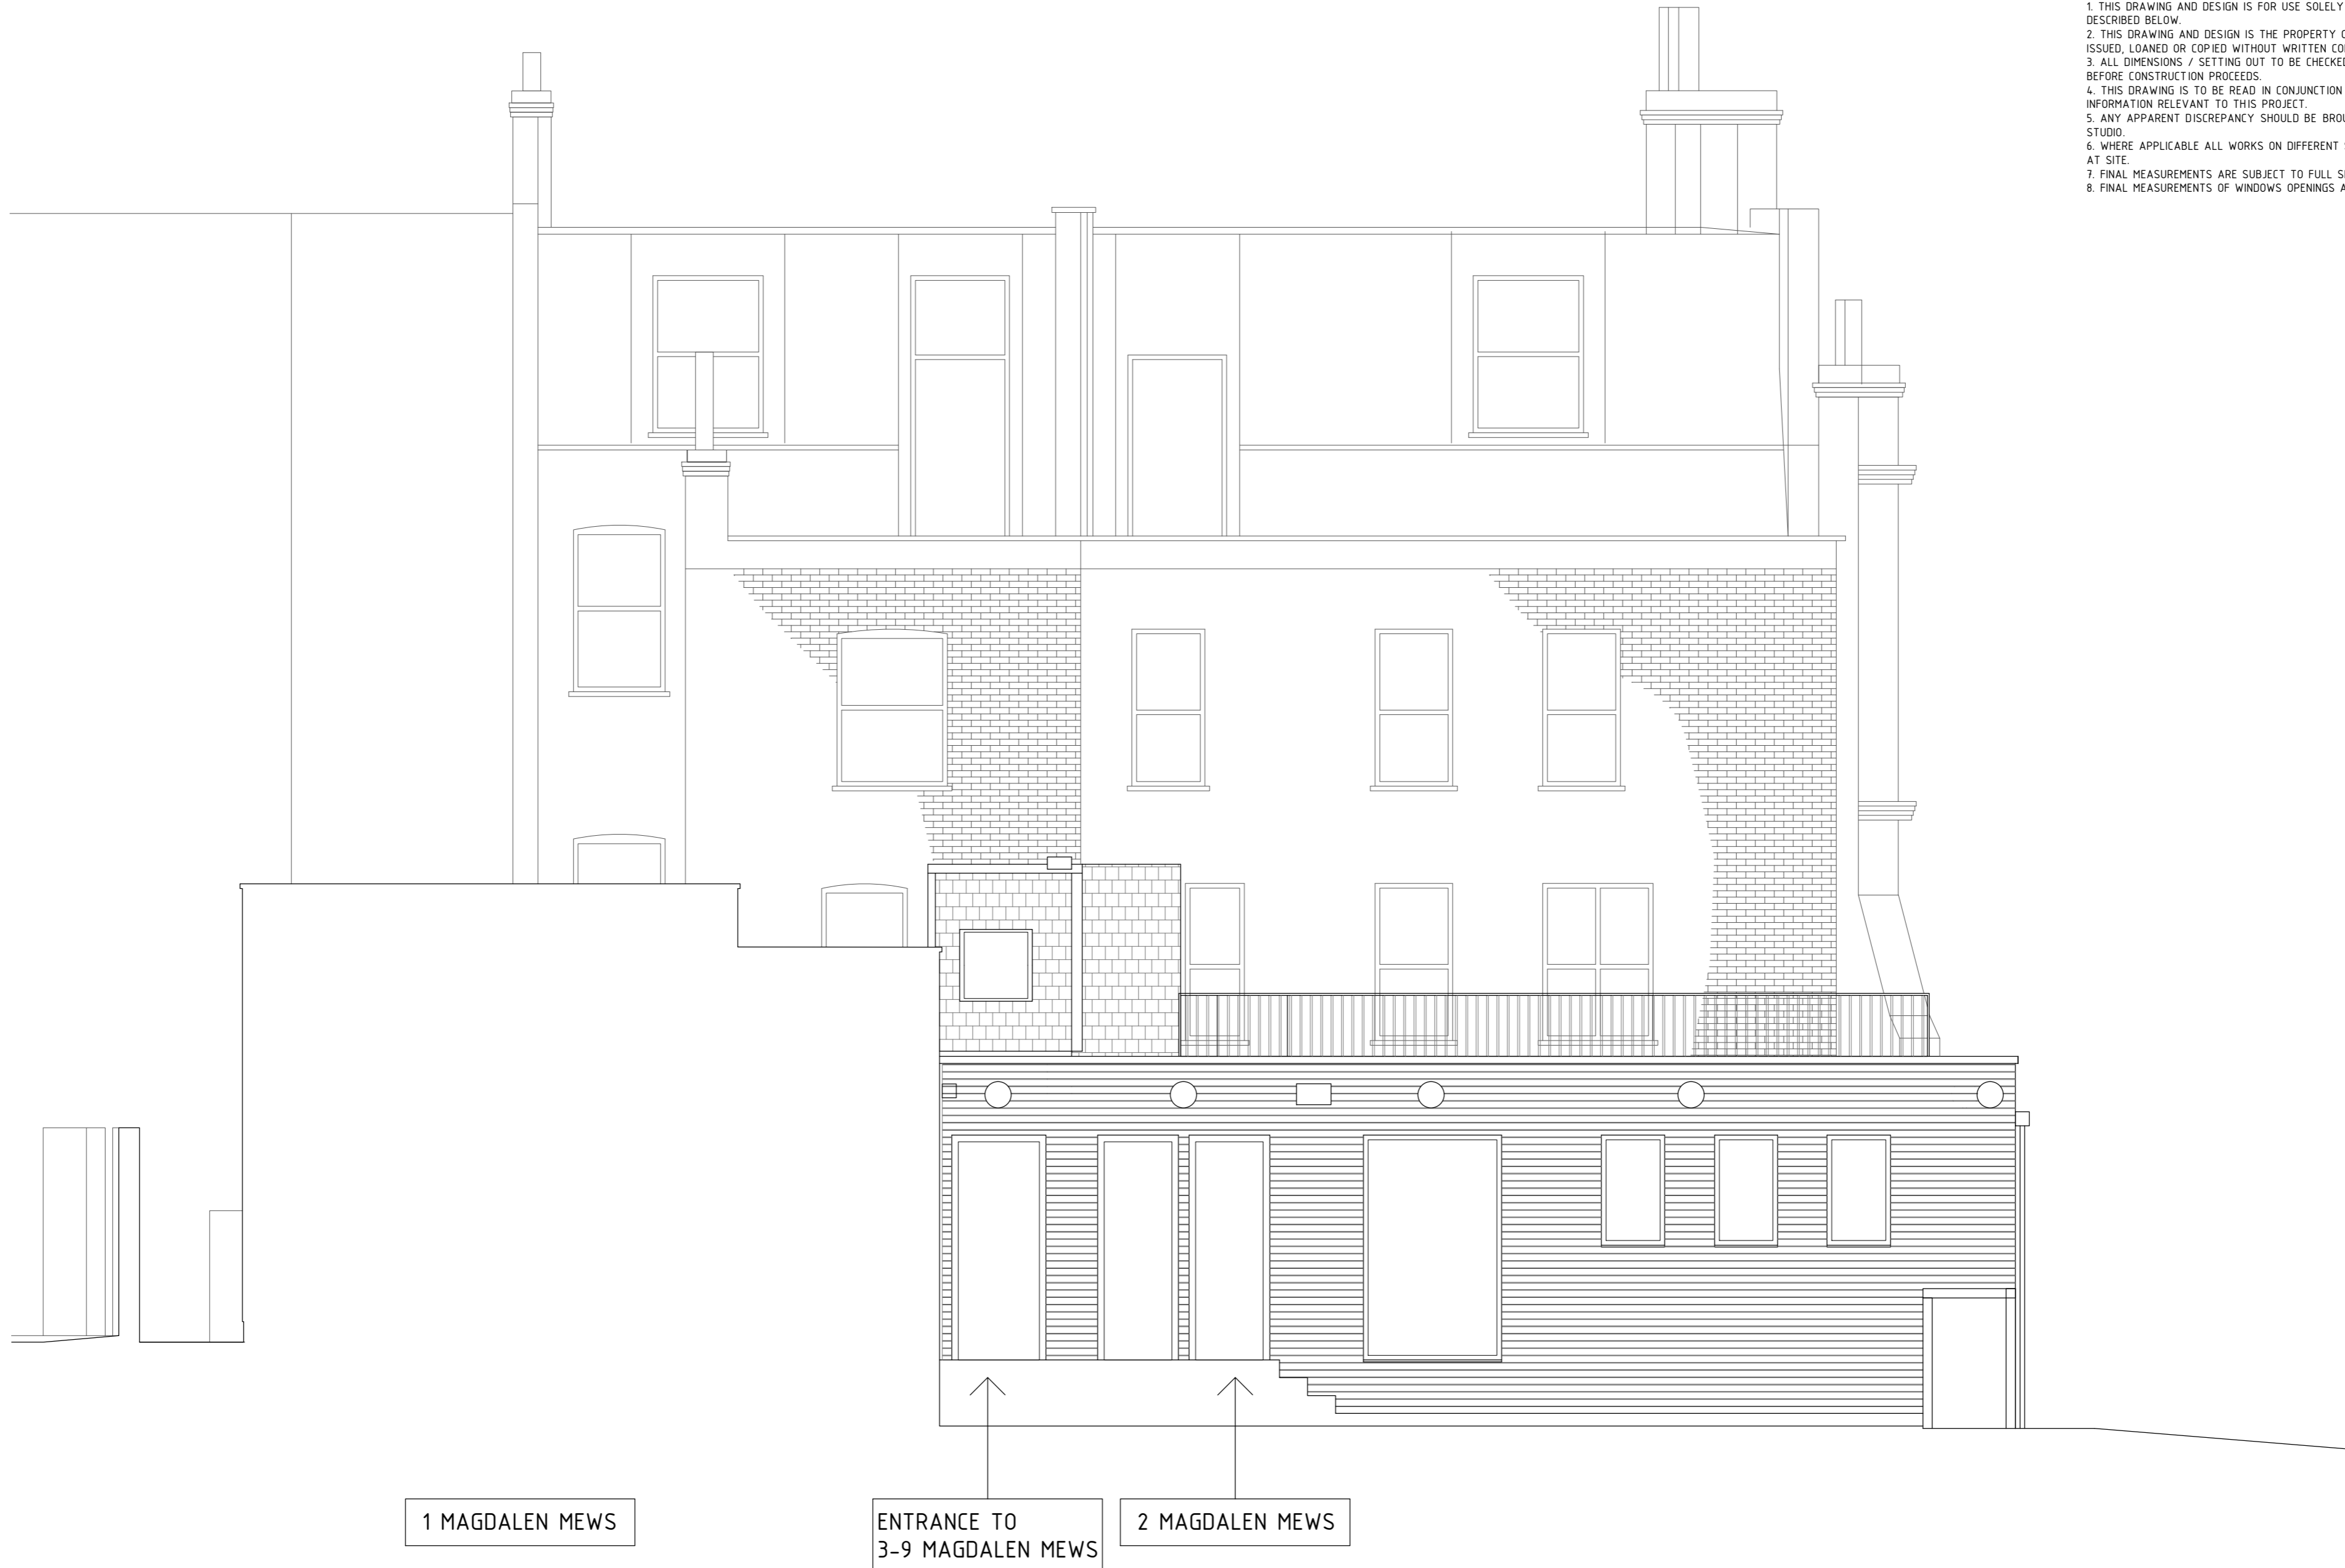 1. THIS DRAWING AND DESIGN IS FOR USE SOLELY
DESCRIBED BELOW.
2. THIS DRAWING AND DESIGN IS THE PROPERTY
ISSUED, LOANED OR COPIED WITHOUT WRITTEN
3. ALL DIMENSIONS / SETTING OUT TO BE CHECKED
BEFORE CONSTRUCTION PROCEEDS.
4. THIS DRAWING IS TO BE READ IN CONJUNCTION
INFORMATION RELEVANT TO THIS PROJECT.
5. ANY APPARENT DISCREPANCY SHOULD BE
STUDIO.
6. WHERE APPLICABLE ALL WORKS ON DIFFERENT
AT SITE.
7. FINAL MEASUREMENTS ARE SUBJECT TO FULL
8. FINAL MEASUREMENTS OF WINDOWS OPENINGS
1 MAGDALEN MEWS
ENTRANCE TO
3-9 MAGDALEN MEWS
2 MAGDALEN MEWS